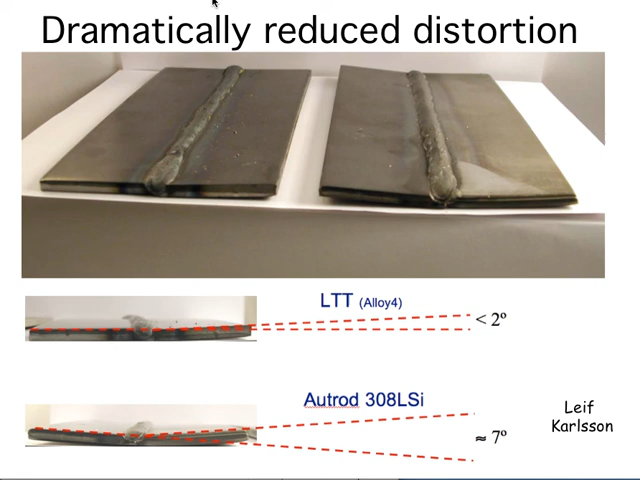 Dramatically reduced distortion
LTT (Alloy4)
< 2º
Autrod 308LSi
≈ 7º
Leif
Karlsson